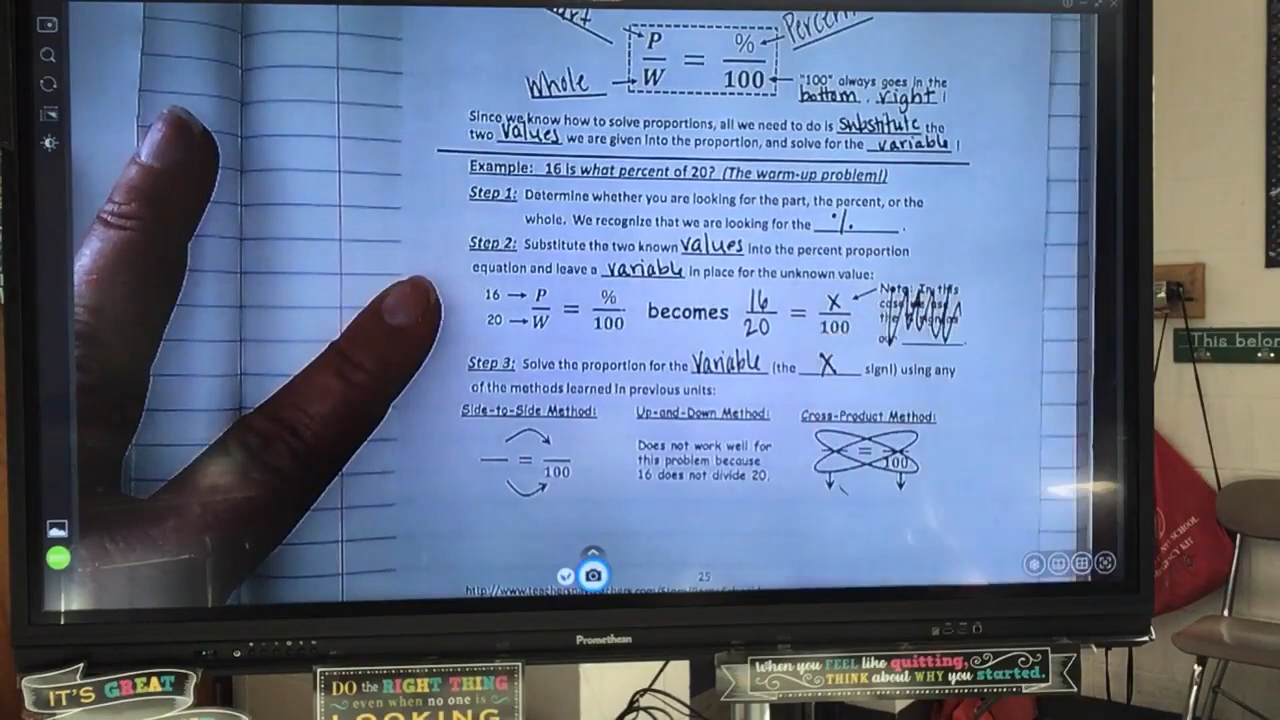 P % Percent
W = 100
Whole "100" always goes in the
bottom right!
Since we know how to solve proportions, all we need to do is substitute the
two values we are given into the proportion, and solve for the variable!
Example: 16 is what percent of 20? (The warm-up problem!)
Step 1: Determine whether you are looking for the part, the percent, or the
whole. We recognize that we are looking for the %.
Step 2: Substitute the two known values into the percent proportion
equation and leave a variable in place for the unknown value:
16 → P = % becomes 16 = x
20 → W 100 20 100
Step 3: Solve the proportion for the Variable (the X sign!) using any
of the methods learned in previous units:
Side-to-Side Method: Up-and-Down Method: Cross-Product Method:
Does not work well for
this problem because
16 does not divide 20.
= 100
= 100
25
Promethean
This
IT'S GREAT
DO the RIGHT THING
even when no one is
LOOKING
When you FEEL like quitting,
THINK about WHY you started.
SCHOOL
KIT